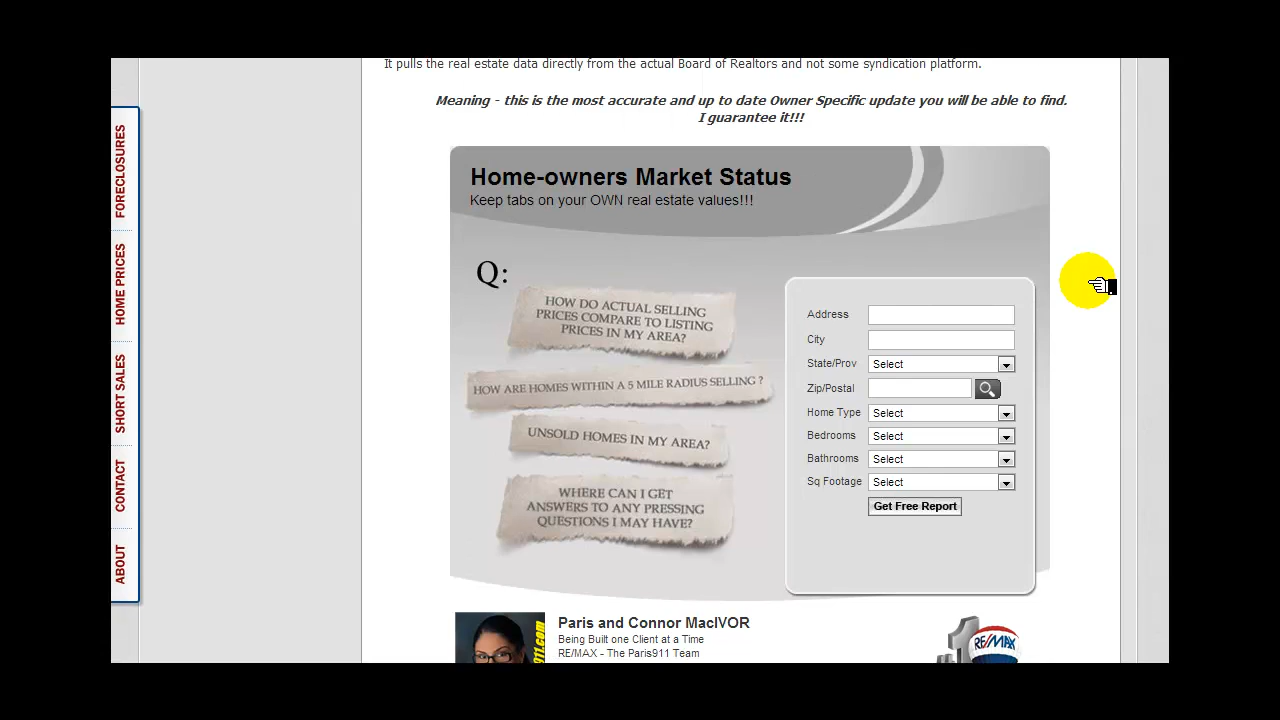 It pulls the real estate data directly from the actual Board of Realtors and not some syndication platform.
Meaning - this is the most accurate and up to date Owner Specific update you will be able to find.
I guarantee it!!!
FORECLOSURES
HOME PRICES
SHORT SALES
CONTACT
ABOUT
Home-owners Market Status
Keep tabs on your OWN real estate values!!!
Q:
HOW DO ACTUAL SELLING
PRICES COMPARE TO LISTING
PRICES IN MY AREA?
HOW ARE HOMES WITHIN A 5 MILE RADIUS SELLING ?
UNSOLD HOMES IN MY AREA?
WHERE CAN I GET
ANSWERS TO ANY PRESSING
QUESTIONS I MAY HAVE?
Address
City
State/Prov Select
Zip/Postal
Home Type Select
Bedrooms Select
Bathrooms Select
Sq Footage Select
Get Free Report
Paris and Connor MacIVOR
Being Built one Client at a Time
RE/MAX - The Paris911 Team
911.com
#1
RE/MAX